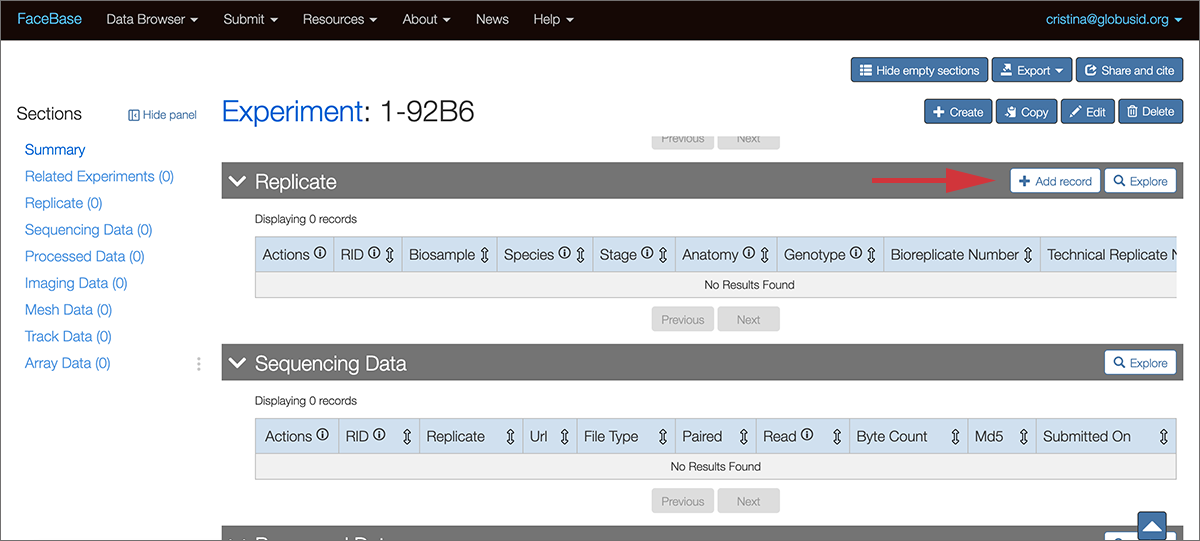 FaceBase Data Browser Submit Resources About News Help cristina@globusid.org
Hide empty sections Export Share and cite
Sections Hide panel
Experiment: 1-92B6
Create Copy Edit Delete
Summary
Related Experiments (0)
Replicate (0)
Sequencing Data (0)
Processed Data (0)
Imaging Data (0)
Mesh Data (0)
Track Data (0)
Array Data (0)
Previous Next
Replicate Add record Explore
Displaying 0 records
Actions RID Biosample Species Stage Anatomy Genotype Bioreplicate Number Technical Replicate
No Results Found
Previous Next
Sequencing Data Explore
Displaying 0 records
Actions RID Replicate Url File Type Paired Read Byte Count Md5 Submitted On
No Results Found
Previous Next